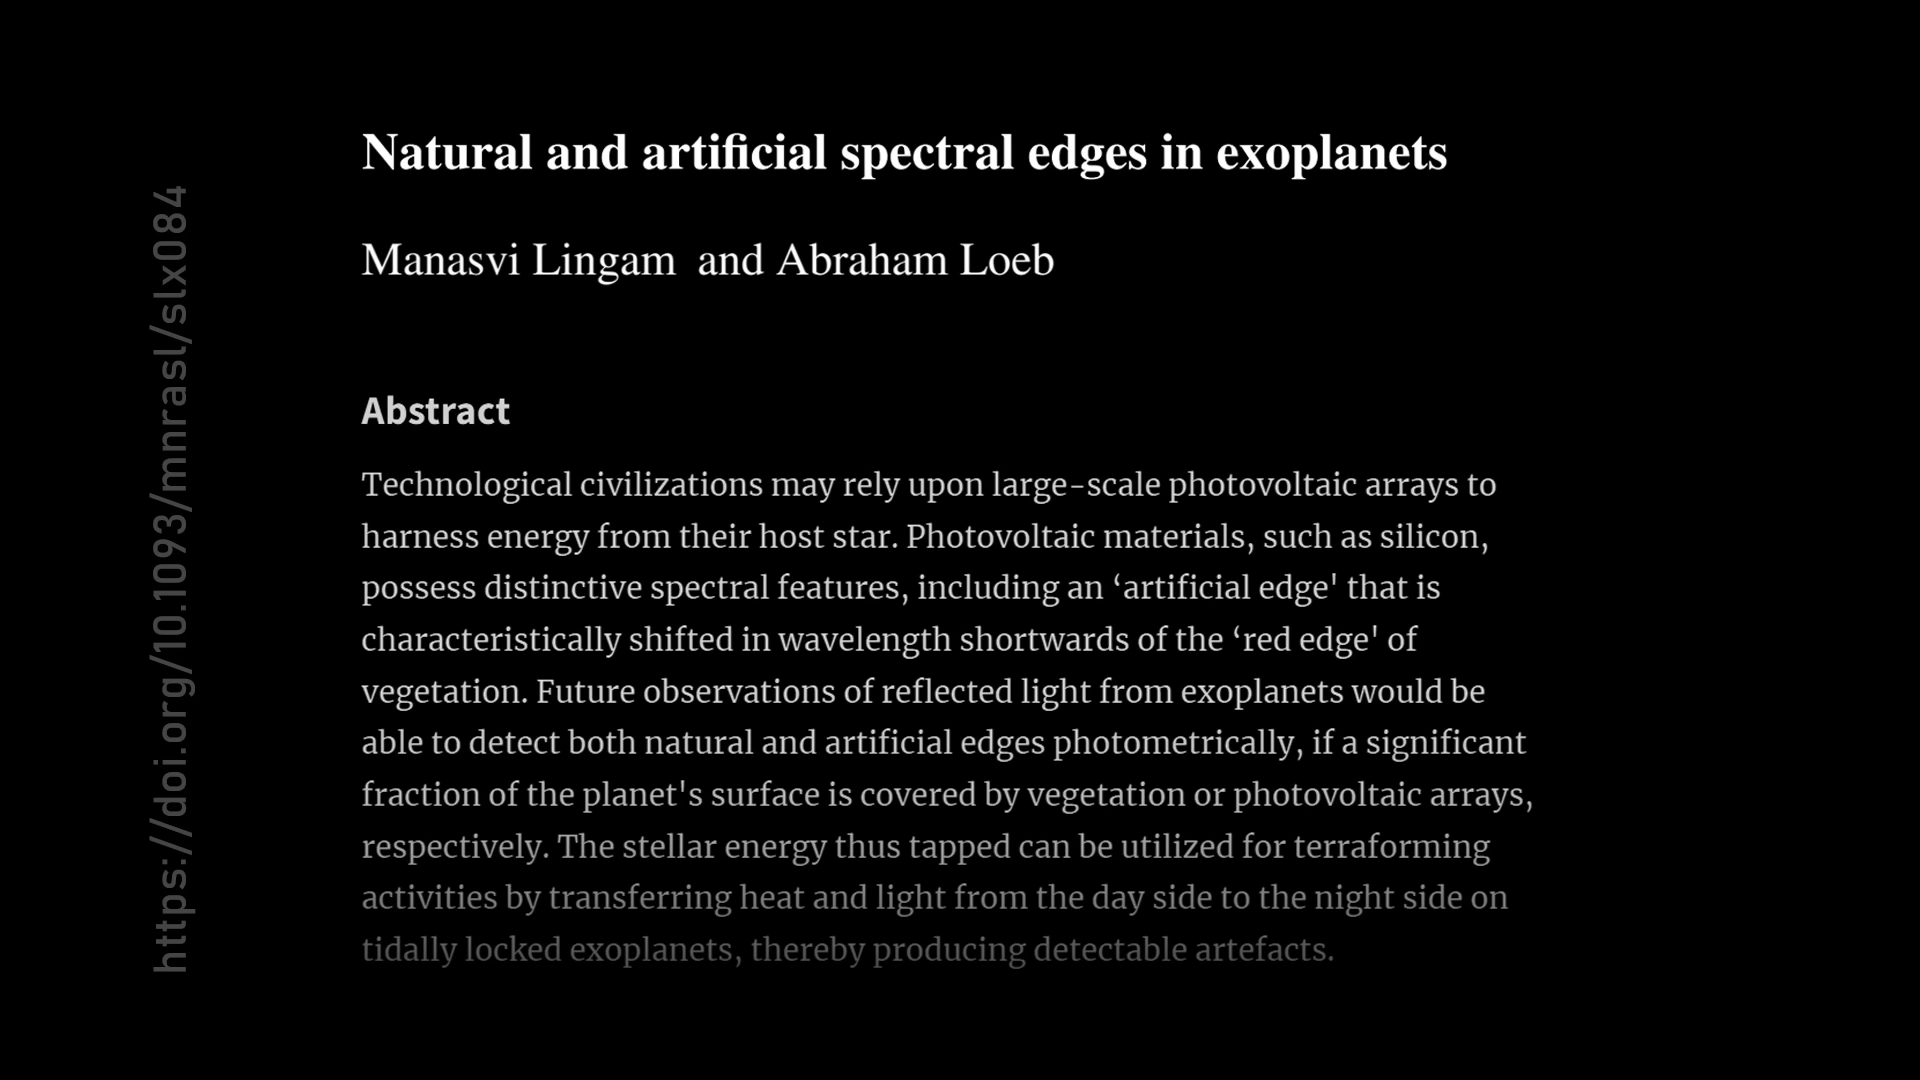 Natural and artificial spectral edges in exoplanets
Manasvi Lingam and Abraham Loeb
Abstract
Technological civilizations may rely upon large-scale photovoltaic arrays to
harness energy from their host star. Photovoltaic materials, such as silicon,
possess distinctive spectral features, including an ‘artificial edge' that is
characteristically shifted in wavelength shortwards of the ‘red edge' of
vegetation. Future observations of reflected light from exoplanets would be
able to detect both natural and artificial edges photometrically, if a significant
fraction of the planet's surface is covered by vegetation or photovoltaic arrays,
respectively. The stellar energy thus tapped can be utilized for terraforming
activities by transferring heat and light from the day side to the night side on
tidally locked exoplanets, thereby producing detectable artefacts.
https://doi.org/10.1093/mnrasl/slx084